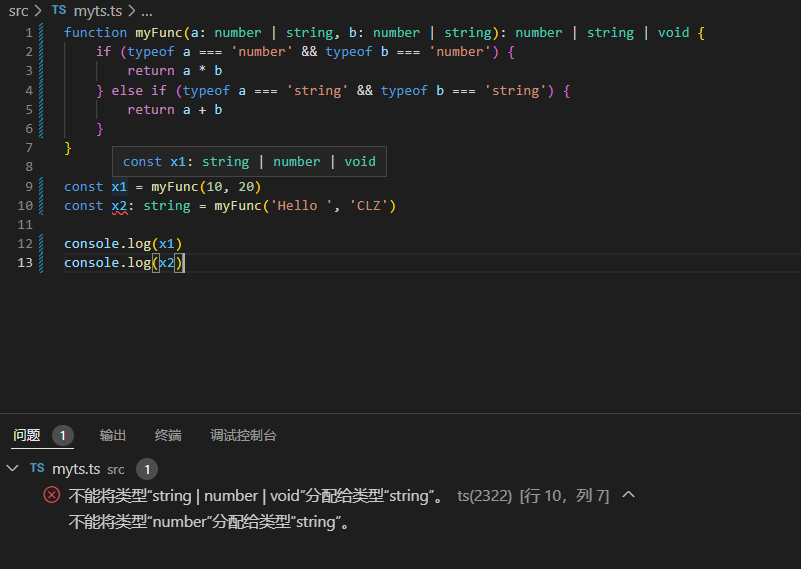 src > TS myts.ts > ...
1 function myFunc(a: number | string, b: number | string): number | string | void {
2 if (typeof a === 'number' && typeof b === 'number') {
3 return a * b
4 } else if (typeof a === 'string' && typeof b === 'string') {
5 return a + b
6 }
7 }
8 const x1: string | number | void
9 const x1 = myFunc(10, 20)
10 const x2: string = myFunc('Hello ', 'CLZ')
11
12 console.log(x1)
13 console.log(x2)
问题 1 输出 终端 调试控制台
TS myts.ts src 1
不能将类型“string | number | void”分配给类型“string”。 ts(2322) [行 10，列 7]
不能将类型“number”分配给类型“string”。